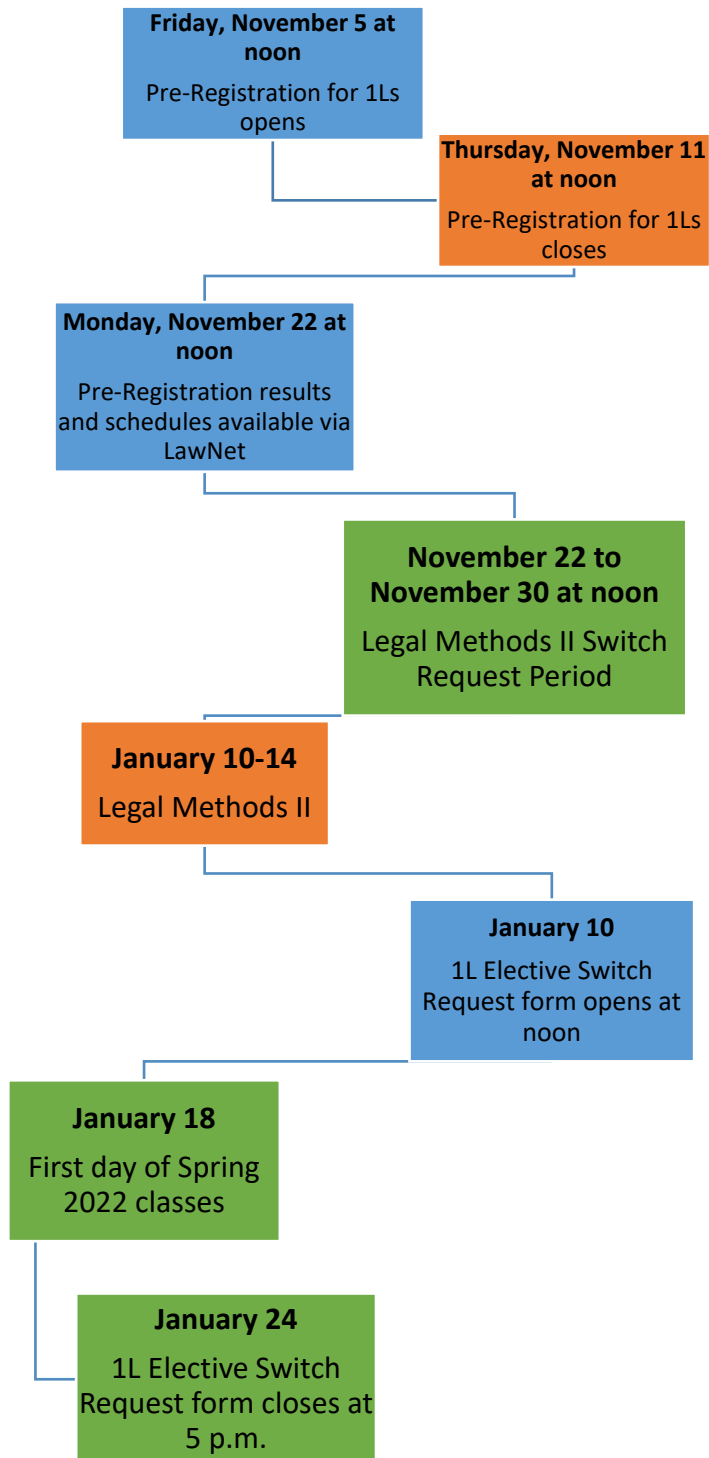 Friday, November 5 at
noon
Pre-Registration for 1Ls
opens
Thursday, November 11
at noon
Pre-Registration for 1Ls
closes
Monday, November 22 at
noon
Pre-Registration results
and schedules available via
LawNet
November 22 to
November 30 at noon
Legal Methods II Switch
Request Period
January 10-14
Legal Methods II
January 10
1L Elective Switch
Request form opens at
noon
January 18
First day of Spring
2022 classes
January 24
1L Elective Switch
Request form closes at
5 p.m.